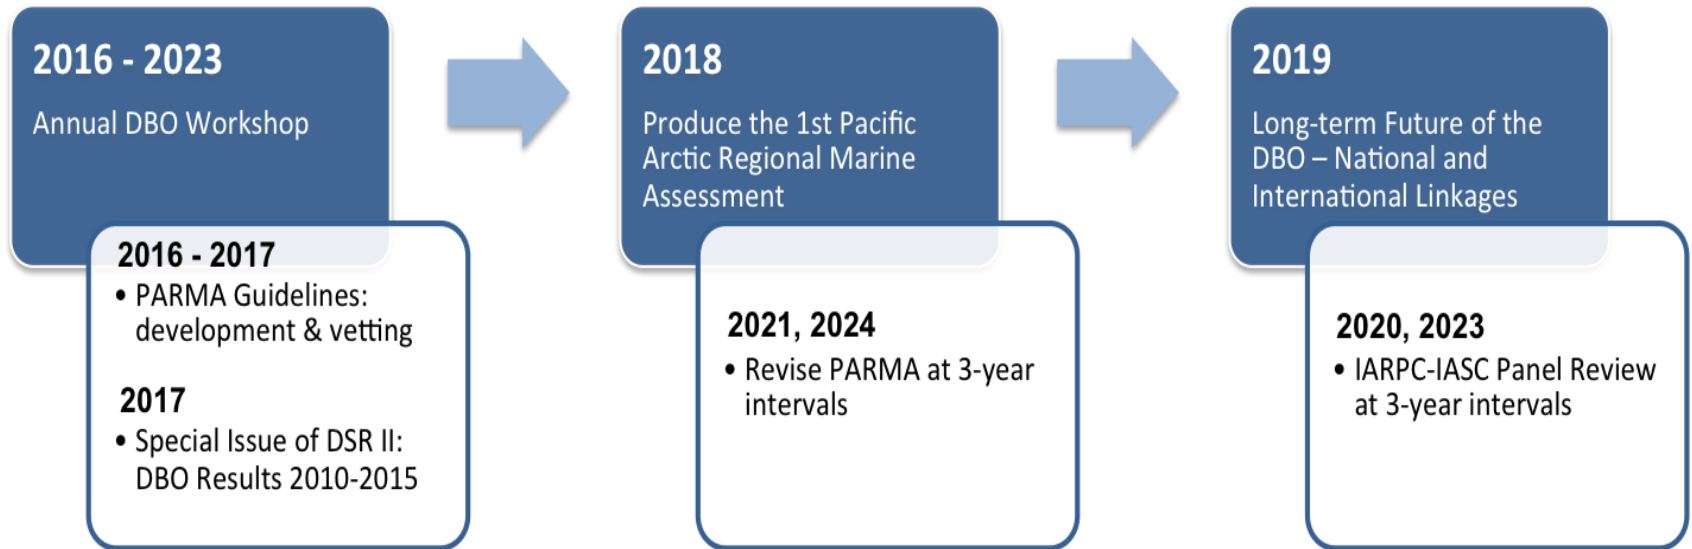 2016 - 2023
Annual DBO Workshop
2016 - 2017
• PARMA Guidelines:
development & vetting
2017
• Special Issue of DSR II:
DBO Results 2010-2015
2018
Produce the 1st Pacific
Arctic Regional Marine
Assessment
2021, 2024
• Revise PARMA at 3-year
intervals
2019
Long-term Future of the
DBO – National and
International Linkages
2020, 2023
• IARPC-IASC Panel Review
at 3-year intervals